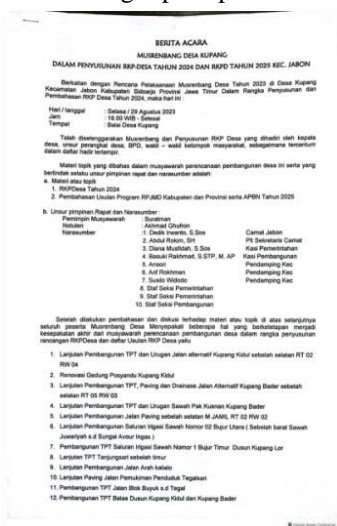 BERITA ACARA
MUSRENBANG DESA KUPANG
DALAM PENYUSUNAN RKP-DESA TAHUN 2024 DAN RKPD TAHUN 2025 KEC. JABON
Berkaitan dengan Rencana Pelaksanaan Musrenbang Desa Tahun 2023 di Desa Kupang
Kecamatan Jabon Kabupaten Sidoarjo Provinsi Jawa Timur Dalam Rangka Penyusunan dan
Pembahasan RKP Desa Tahun 2024, maka hari ini :
Hari / tanggal : Selasa / 29 Agustus 2023
Jam : 19.00 WIB - Selesai
Tempat : Balai Desa Kupang
Telah diselenggarakan Musrenbang dan Penyusunan RKP Desa yang dihadiri oleh kepala
desa, unsur perangkat desa, BPD, wakil – wakil kelompok masyarakat, sebagaimana tercantum
dalam daftar hadir terlampir.
Materi topik yang dibahas dalam musyawarah perencanaan pembangunan desa ini serta yang
bertindak selaku unsur pimpinan rapat dan narasumber adalah :
a. Materi atau topik
1. RKPDesa Tahun 2024
2. Pembahasan Usulan Program RPJMD Kabupaten dan Provinsi serta APBN Tahun 2025
b. Unsur pimpinan Rapat dan Narasumber :
Pemimpin Musyawarah : Suratman
Notulen : Akhmad Ghufron
Narasumber : 1. Dedik Irwanto, S.Sos Camat Jabon
2. Abdul Rokim, SH Plt Sekretaris Camat
3. Diana Musfidah, S.Sos Kasi Pemerintahan
4. Basuki Rakhmad, S.STP, M. AP Kasi Pembangunan
5. Ansori Pendamping Kec
6. Arif Rokhman Pendamping Kec
7. Susilo Widodo Pendamping Kec
8. Staf Seksi Pemerintahan
9. Staf Seksi Pemerintahan
10. Staf Seksi Pembangunan
Setelah dilakukan pembahasan dan diskusi terhadap materi atau topik di atas selanjutnya
seluruh peserta Musrenbang Desa Menyepakati beberapa hal yang berketetapan menjadi
kesepakatan akhir dari musyawarah perencanaan pembangunan desa dalam rangka penyusunan
rancangan RKPDesa dan daftar Usulan RKP Desa yaitu
1. Lanjutan Pembangunan TPT dan Urugan Jalan alternatif Kupang Kidul sebelah selatan RT 02
RW 04
2. Renovasi Gedung Posyandu Kupang Kidul
3. Lanjutan Pembangunan TPT, Paving dan Drainase Jalan Alternatif Kupang Bader sebelah
selatan RT 05 RW 03
4. Lanjutan Pembangunan TPT dan Urugan Sawah Pak Kuanan Kupang Bader
5. Lanjutan Pembangunan Jalan Paving sebelah selatan M JAMIL RT 02 RW 02
6. Lanjutan Pembangunan Saluran Irigasi Sawah Nomor 02 Bujur Utara ( Sebelah barat Sawah
Juwariyah s.d Sungai Avour Ingas )
7. Pembangunan TPT Saluran Irigasi Sawah Nomor 1 Bujur Timur Dusun Kupang Lor
8. Lanjutan TPT Tanjungsari sebelah timur
9. Lanjutan Pembangunan Jalan Arah kalialo
10. Lanjutan Paving Jalan Pemukiman Penduduk Tegalsari
11. Pembangunan TPT Jalan Blok Buyuk s.d Tegal
12. Pembangunan TPT Batas Dusun Kupang Kidul dan Kupang Bader